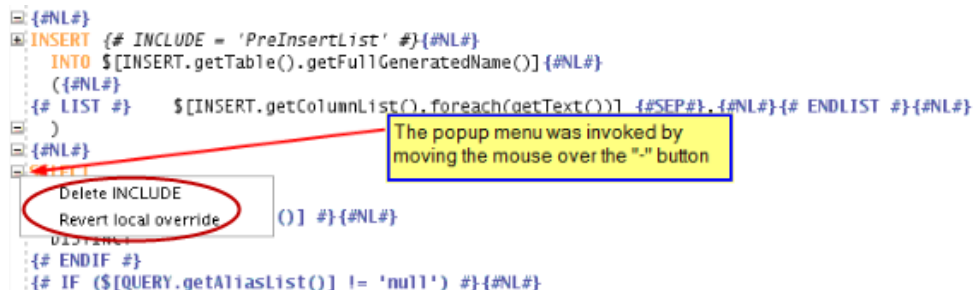 {#NL#}
INSERT {# INCLUDE = 'PreInsertList' #}{#NL#}
INTO $[INSERT.getTable().getFullGeneratedName()]{#NL#}
({#NL#}
{# LIST #} $[INSERT.getColumnList().foreach(getText())] {#SEP#},{#NL#}{# ENDLIST #}{#NL#}
)
The popup menu was invoked by
moving the mouse over the "-" button
{#NL#}
SELECT
Delete INCLUDE
Revert local override
()] #}{#NL#}
DISTINCT
{# ENDIF #}
{# IF ($[QUERY.getAliasList()] != 'null') #}{#NL#}